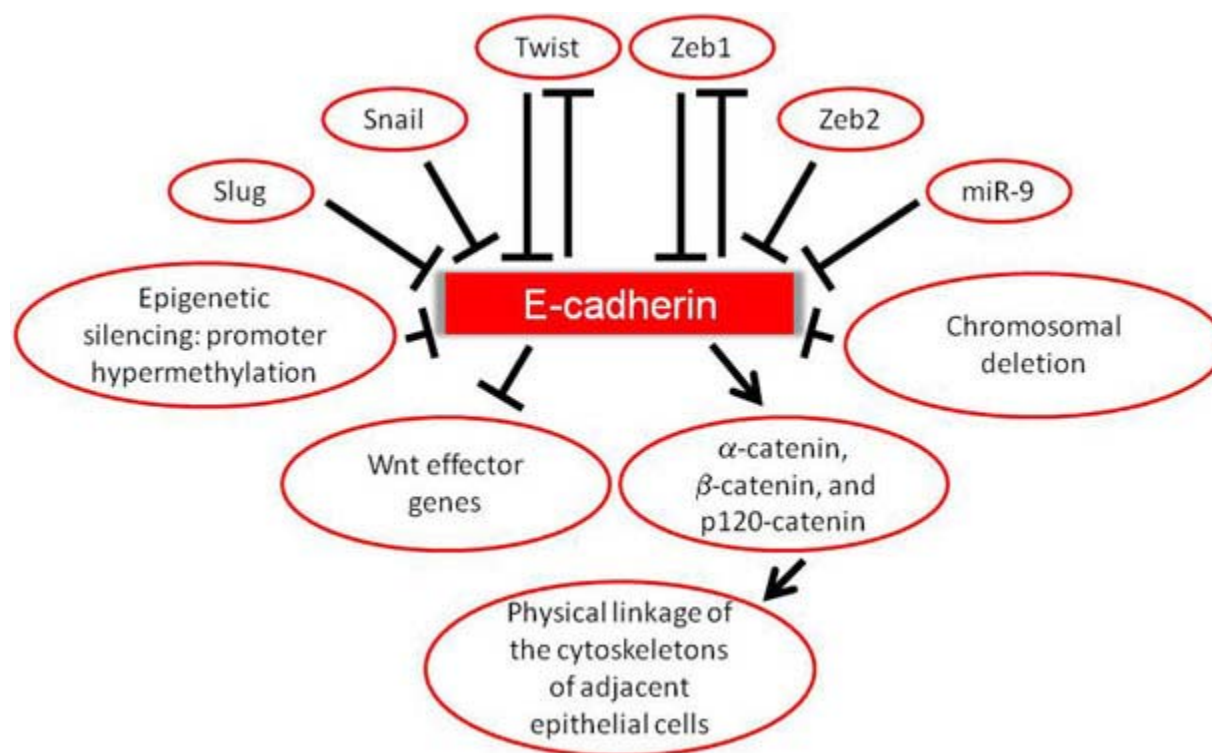 Twist
Zeb1
Snail
Zeb2
Slug
miR-9
Epigenetic
silencing: promoter
hypermethylation
E-cadherin
Chromosomal
deletion
Wnt effector
genes
α-catenin,
β-catenin, and
p120-catenin
Physical linkage of
the cytoskeletons
of adjacent
epithelial cells